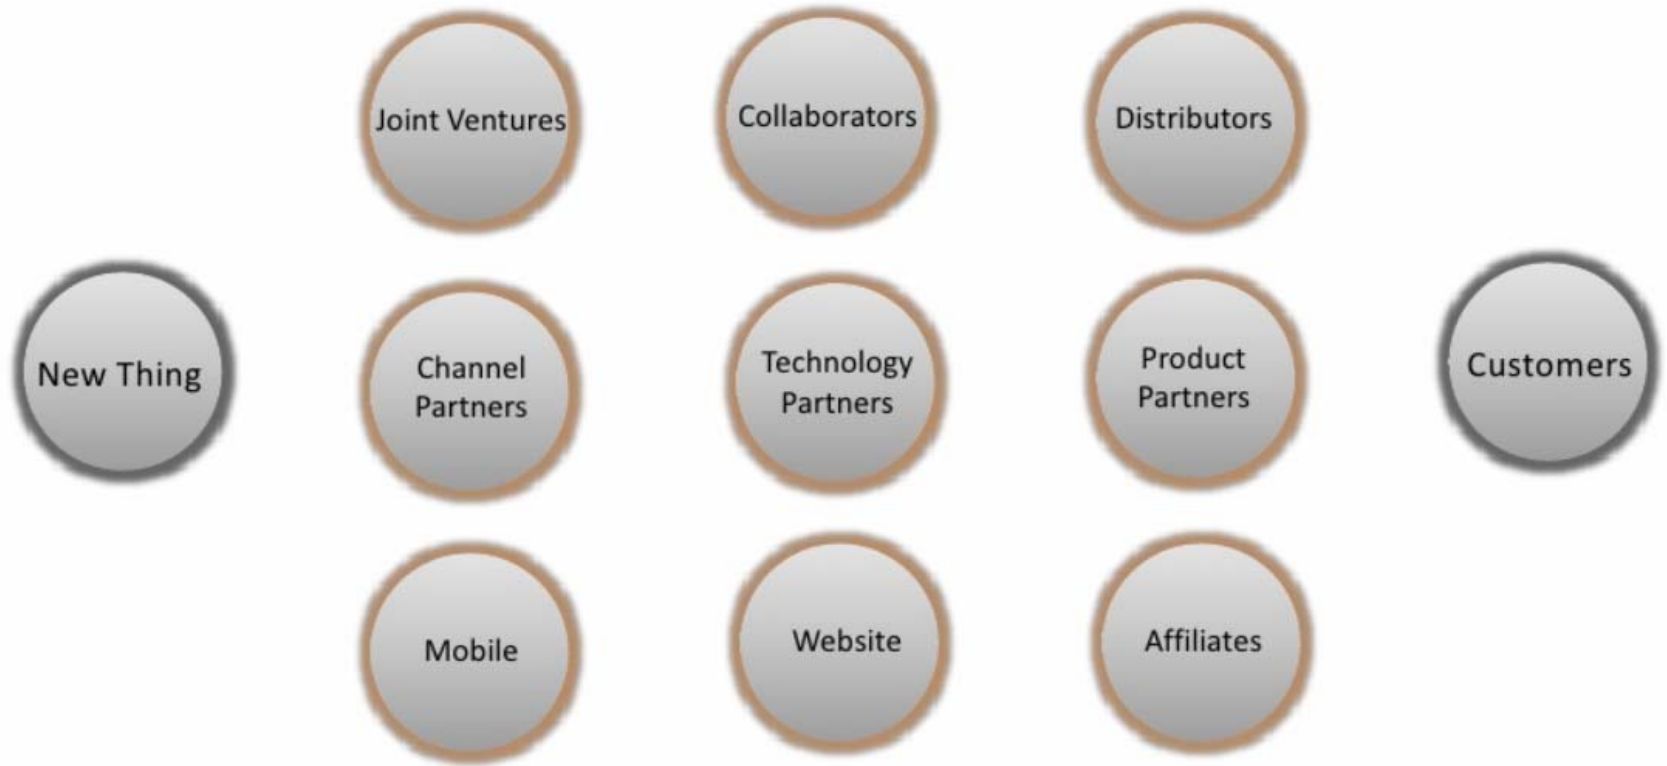 Joint Ventures
Collaborators
Distributors
New Thing
Channel
Partners
Technology
Partners
Product
Partners
Customers
Mobile
Website
Affiliates